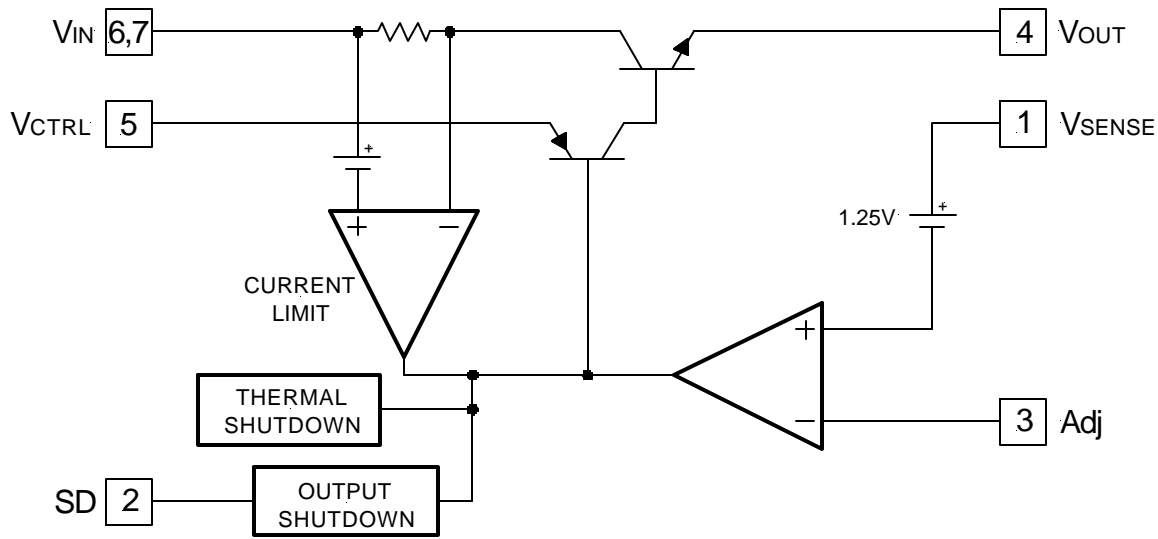 VIN 6,7
4 VOUT
VCTRL 5
1 VSENSE
+
+
1.25V
+ −
CURRENT
LIMIT
+
−
3 Adj
THERMAL
SHUTDOWN
SD 2
OUTPUT
SHUTDOWN